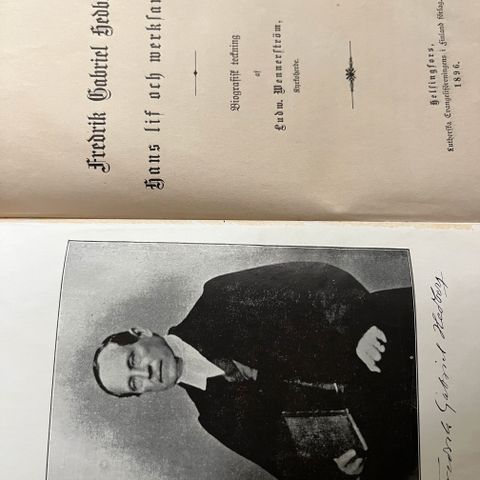 Fredrik Gabriel Hedb
Hans lif och werksam
Biografisk teckning
af
Ludw. Wennerström,
Kyrkoherde.
Helsingfors,
Lutherska Evangeliföreningens i Finland förlag.
1896.
Fredrik Gabriel Hedberg